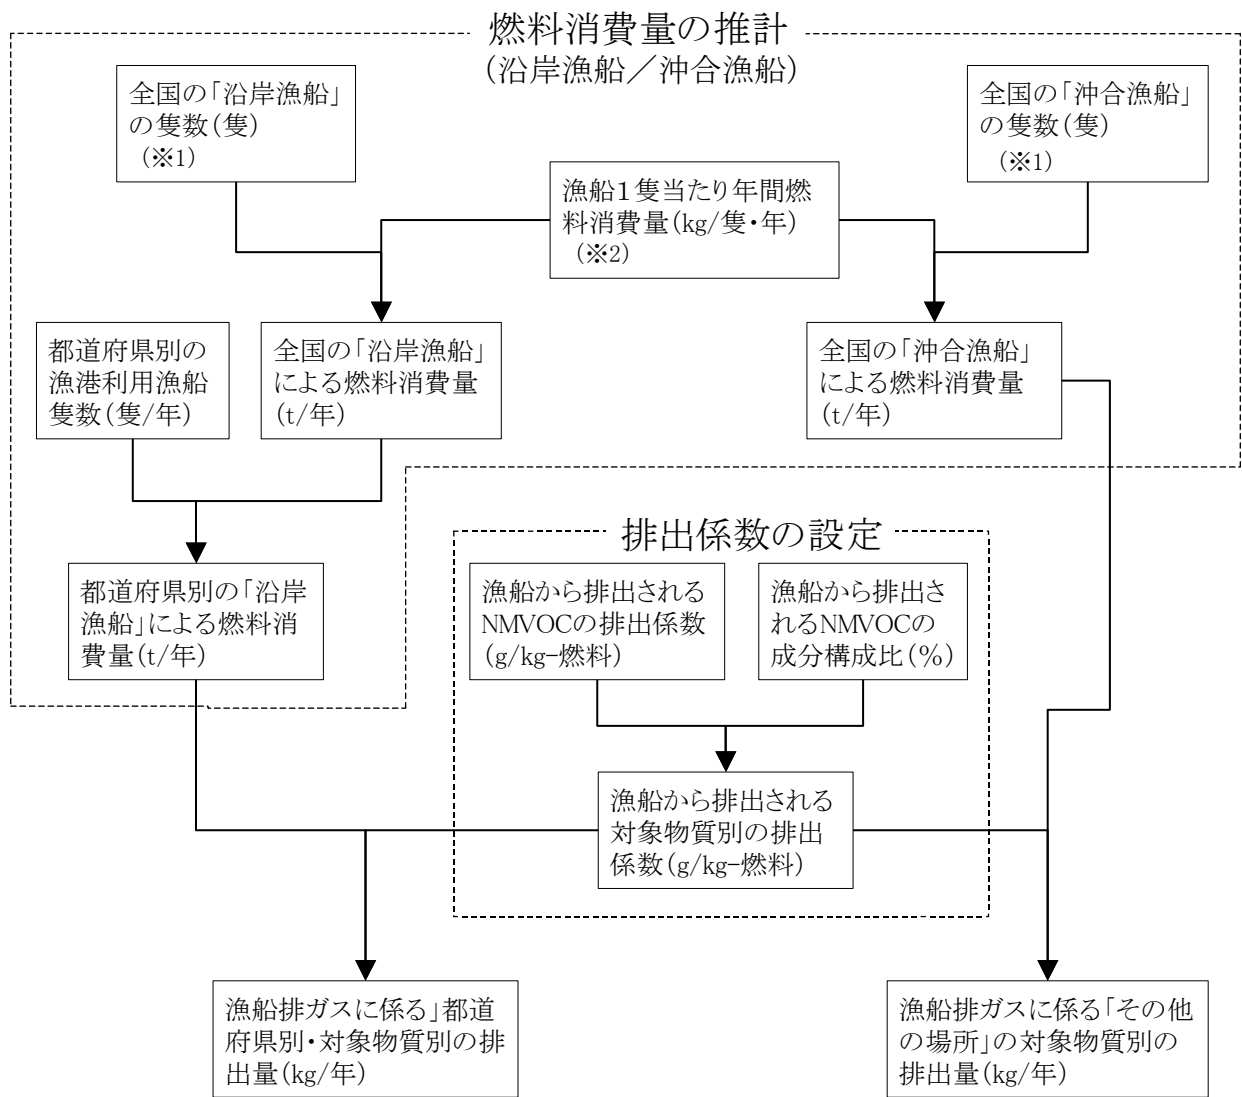 燃料消費量の推計
(沿岸漁船／沖合漁船)
全国の「沿岸漁船」
の隻数(隻)
(※1)
全国の「沖合漁船」
の隻数(隻)
(※1)
漁船１隻当たり年間燃
料消費量(kg/隻・年)
(※2)
都道府県別の
漁港利用漁船
隻数(隻/年)
全国の「沿岸漁船」
による燃料消費量
(t/年)
全国の「沖合漁船」
による燃料消費量
(t/年)
排出係数の設定
都道府県別の「沿岸
漁船」による燃料消
費量(t/年)
漁船から排出される
NMVOCの排出係数
(g/kg-燃料)
漁船から排出さ
れるNMVOCの
成分構成比(%)
漁船から排出される
対象物質別の排出
係数(g/kg-燃料)
漁船排ガスに係る」都道
府県別・対象物質別の排
出量(kg/年)
漁船排ガスに係る「その他
の場所」の対象物質別の
排出量(kg/年)